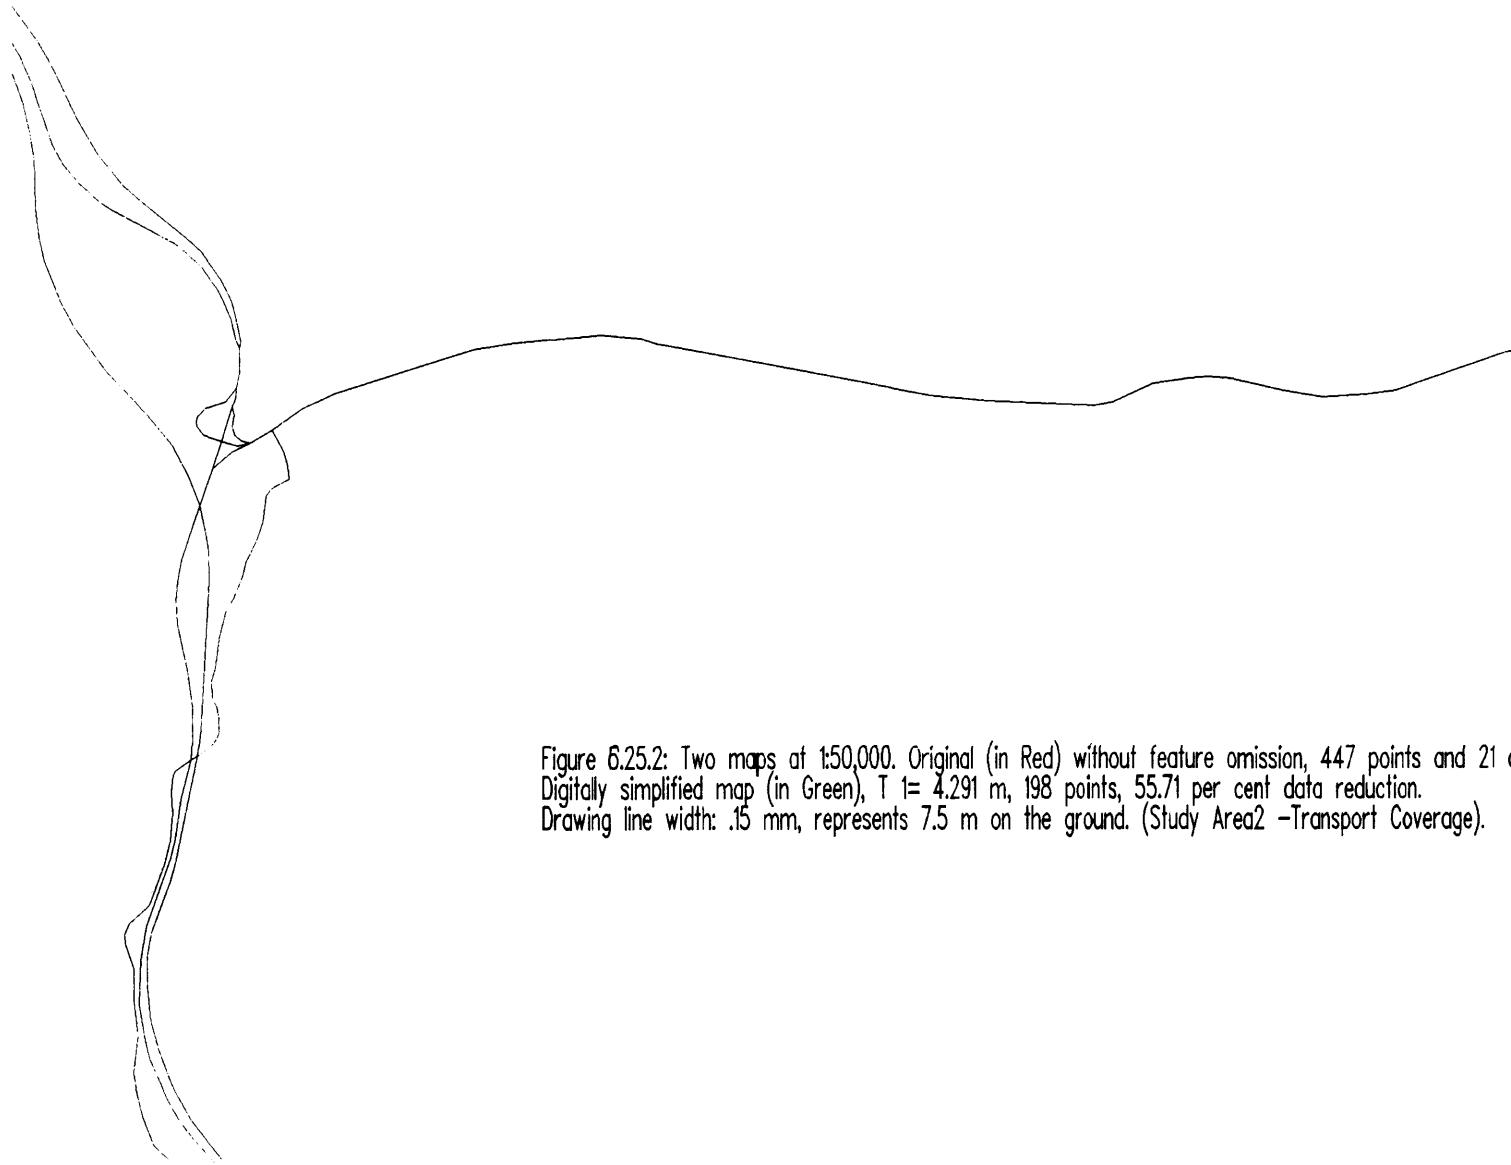 Figure 6.25.2: Two maps at 1:50,000. Original (in Red) without feature omission, 447 points and 21
Digitally simplified map (in Green), T 1= 4.291 m, 198 points, 55.71 per cent data reduction.
Drawing line width: .15 mm, represents 7.5 m on the ground. (Study Area2 -Transport Coverage).